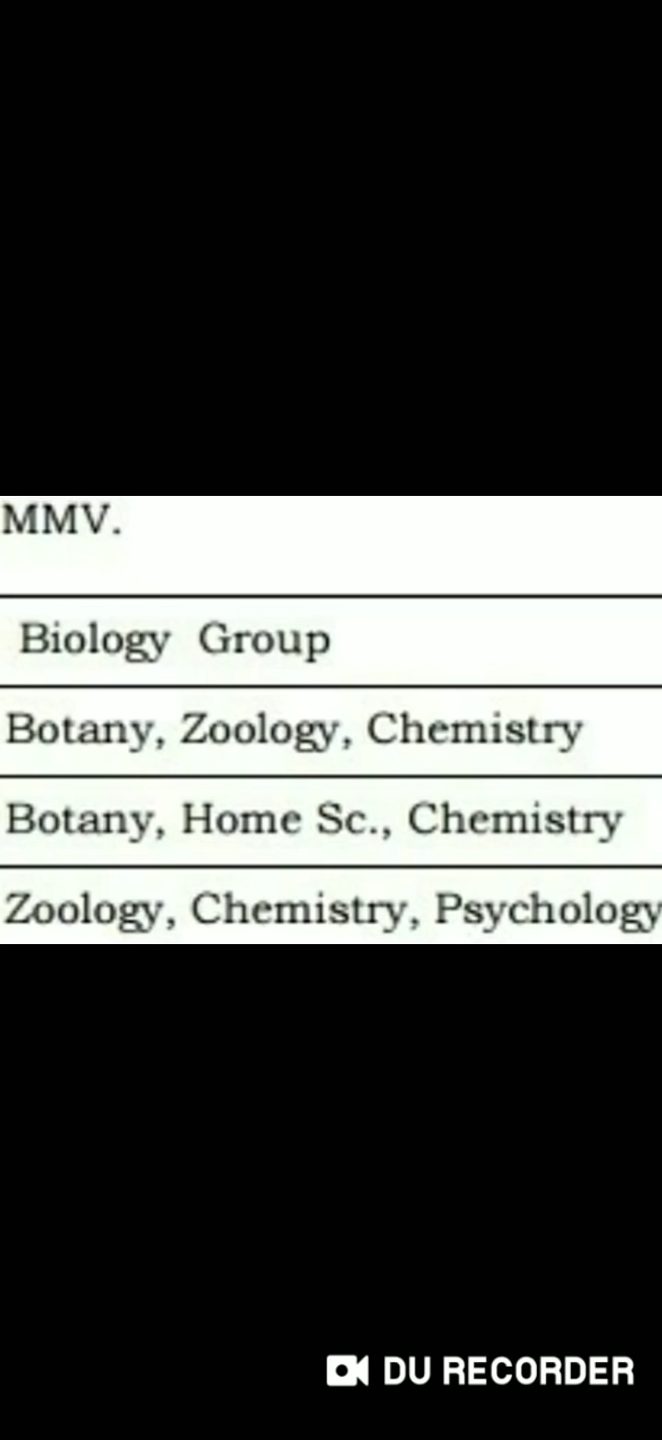 MMV.
Biology Group
Botany, Zoology, Chemistry
Botany, Home Sc., Chemistry
Zoology, Chemistry, Psychology
DU RECORDER